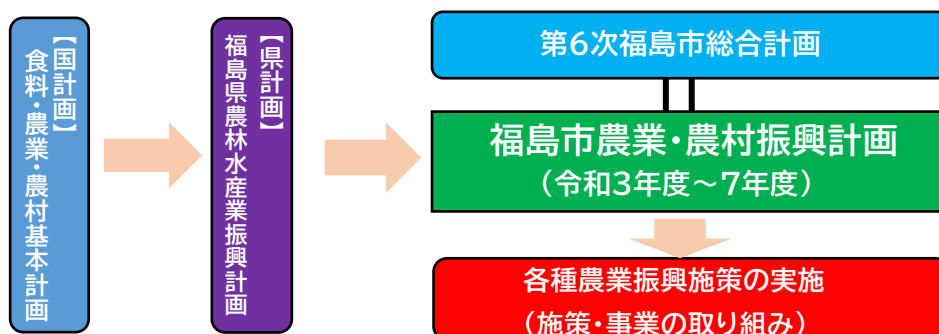 【国計画】
食料・農業・農村基本計画
【県計画】
福島県農林水産業振興計画
第6次福島市総合計画
福島市農業・農村振興計画
（令和3年度～7年度）
各種農業振興施策の実施
（施策・事業の取り組み）